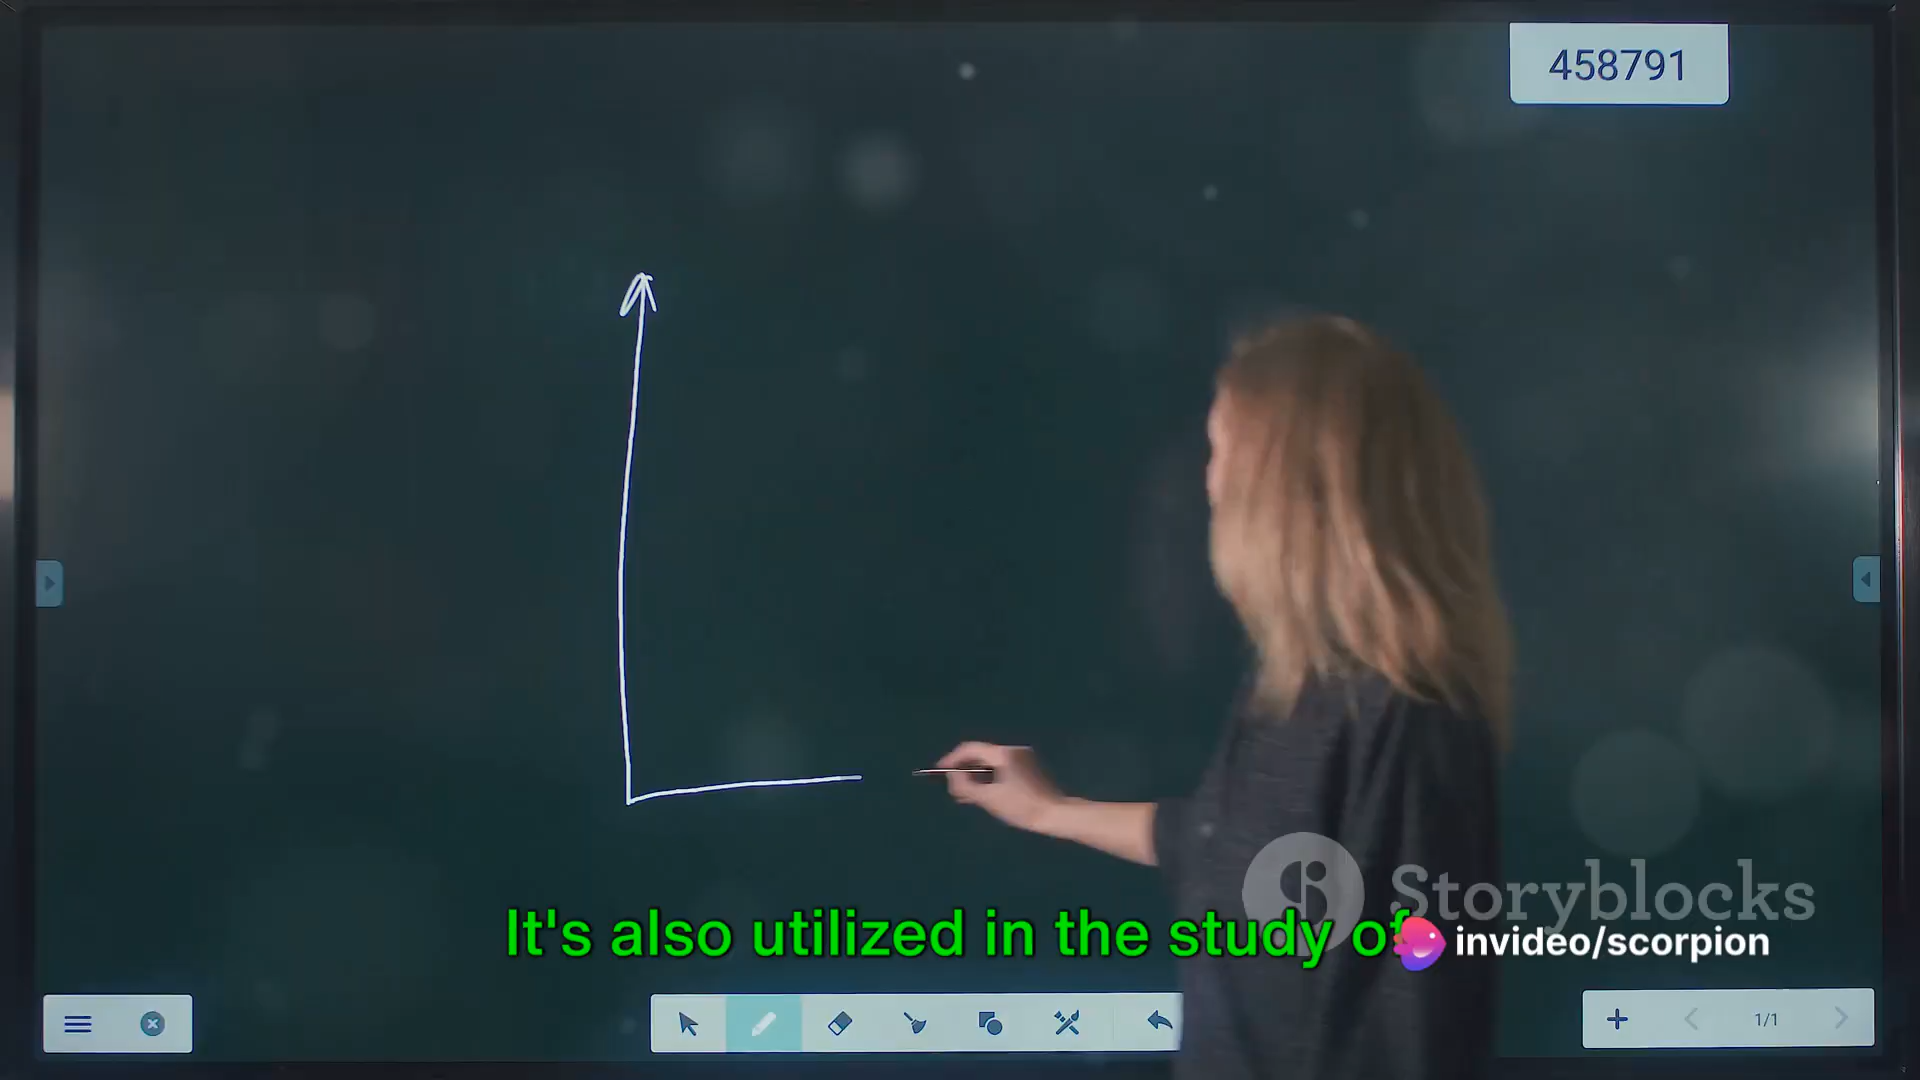 458791
Storyblocks
It's also utilized in the study of
invideo/scorpion
1/1